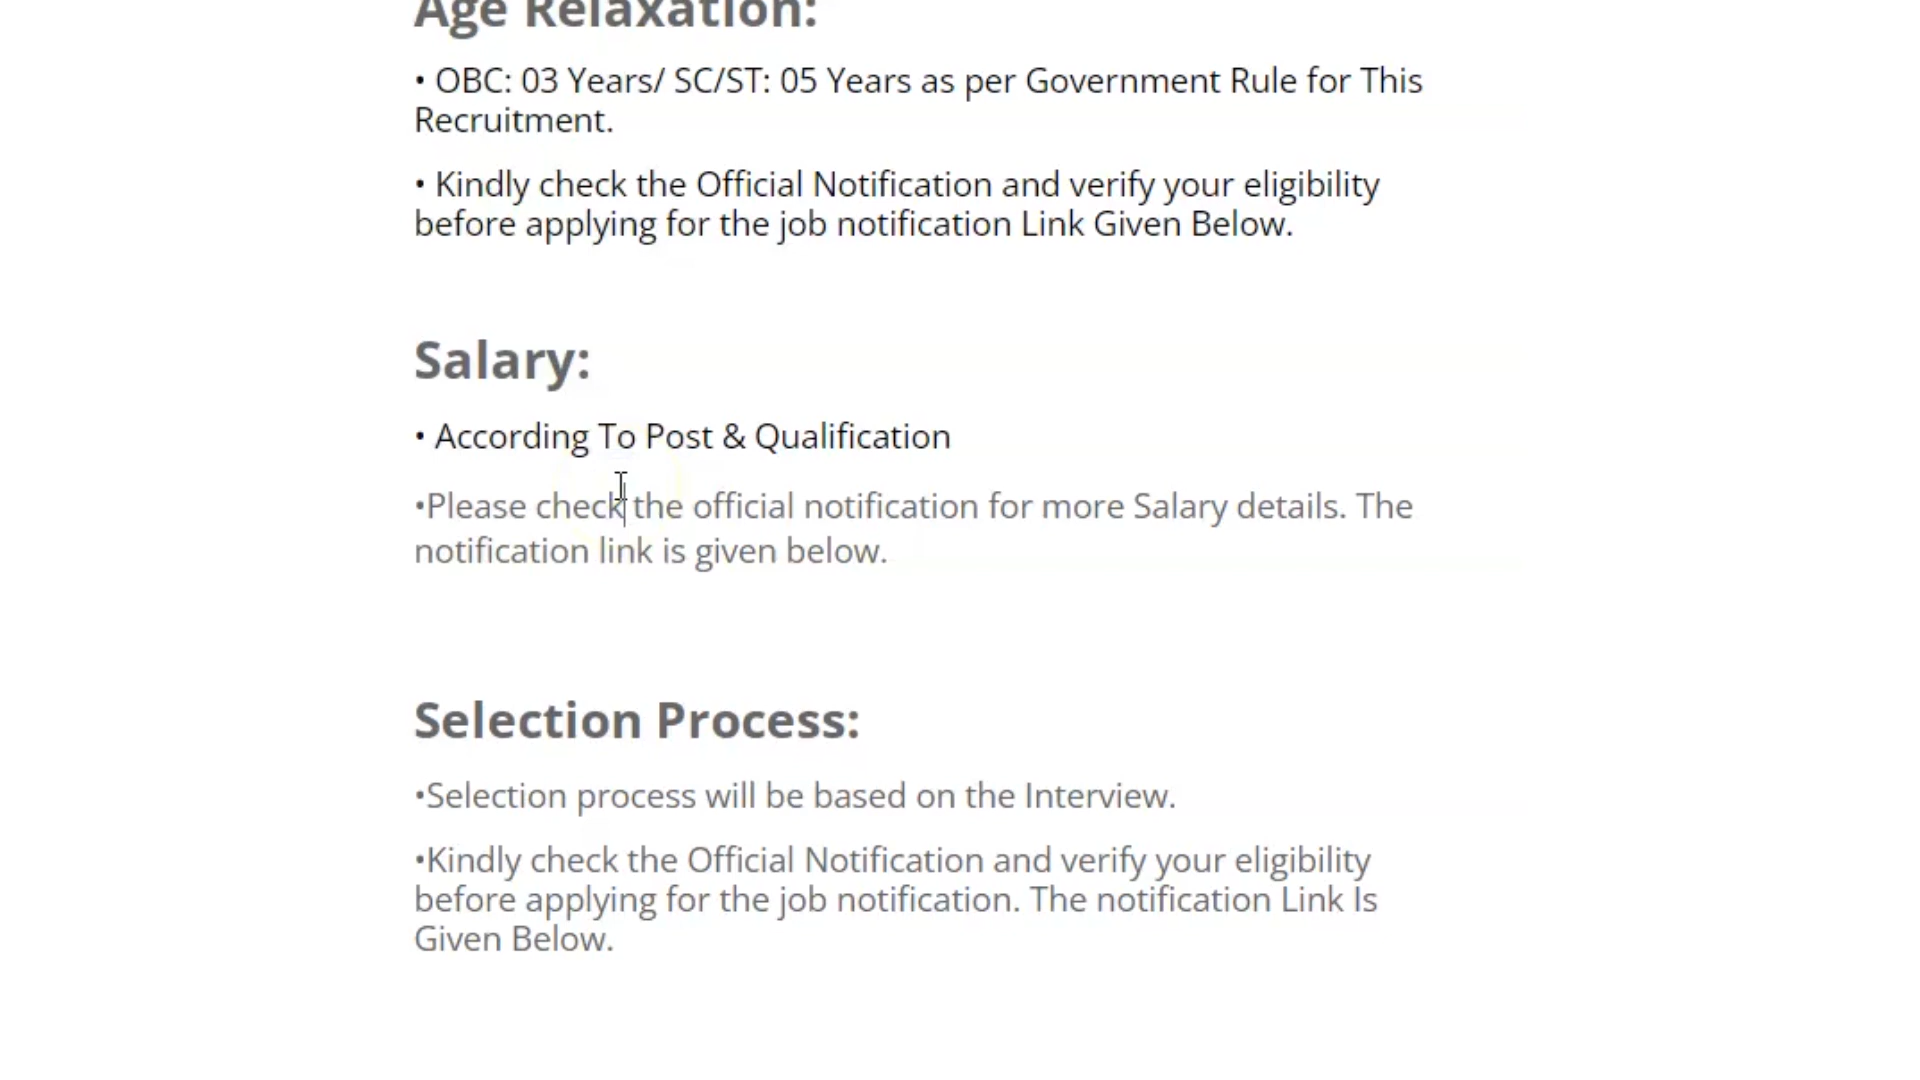 Age Relaxation:
• OBC: 03 Years/ SC/ST: 05 Years as per Government Rule for This
Recruitment.
• Kindly check the Official Notification and verify your eligibility
before applying for the job notification Link Given Below.
Salary:
• According To Post & Qualification
•Please check the official notification for more Salary details. The
notification link is given below.
Selection Process:
•Selection process will be based on the Interview.
•Kindly check the Official Notification and verify your eligibility
before applying for the job notification. The notification Link Is
Given Below.